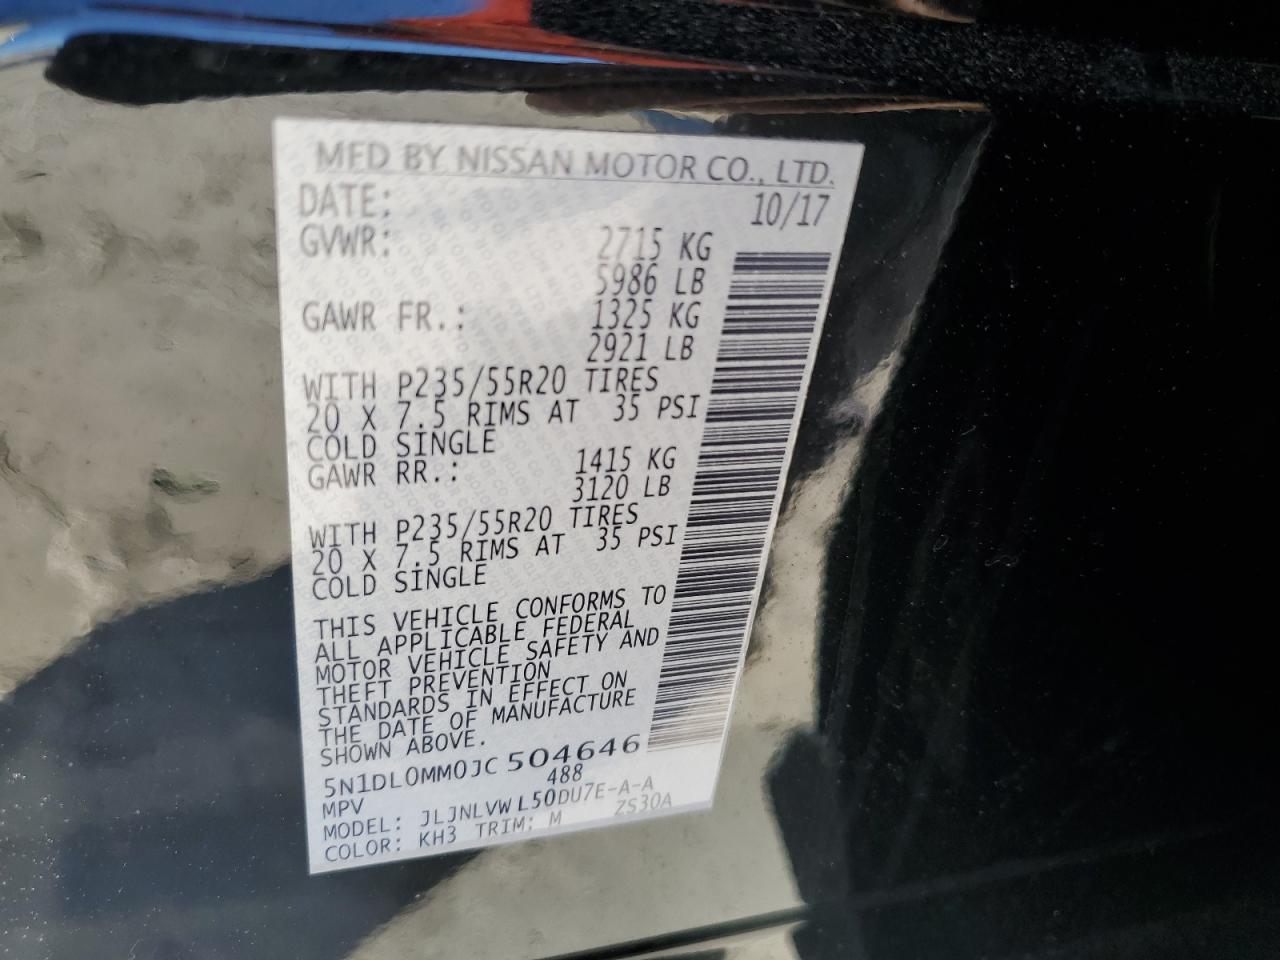 MFD BY NISSAN MOTOR CO., LTD.
DATE: 10/17
GVWR: 2715 KG
5986 LB
GAWR FR.: 1325 KG
2921 LB
WITH P235/55R20 TIRES
20 X 7.5 RIMS AT 35 PSI
COLD SINGLE
GAWR RR.: 1415 KG
3120 LB
WITH P235/55R20 TIRES
20 X 7.5 RIMS AT 35 PSI
COLD SINGLE
THIS VEHICLE CONFORMS TO
ALL APPLICABLE FEDERAL
MOTOR VEHICLE SAFETY AND
THEFT PREVENTION
STANDARDS IN EFFECT ON
THE DATE OF MANUFACTURE
SHOWN ABOVE.
5N1DL0MM0JC504646
MPV 488
MODEL: JLJNLVWL50DU7E-A-A
COLOR: KH3 TRIM: M ZS30A